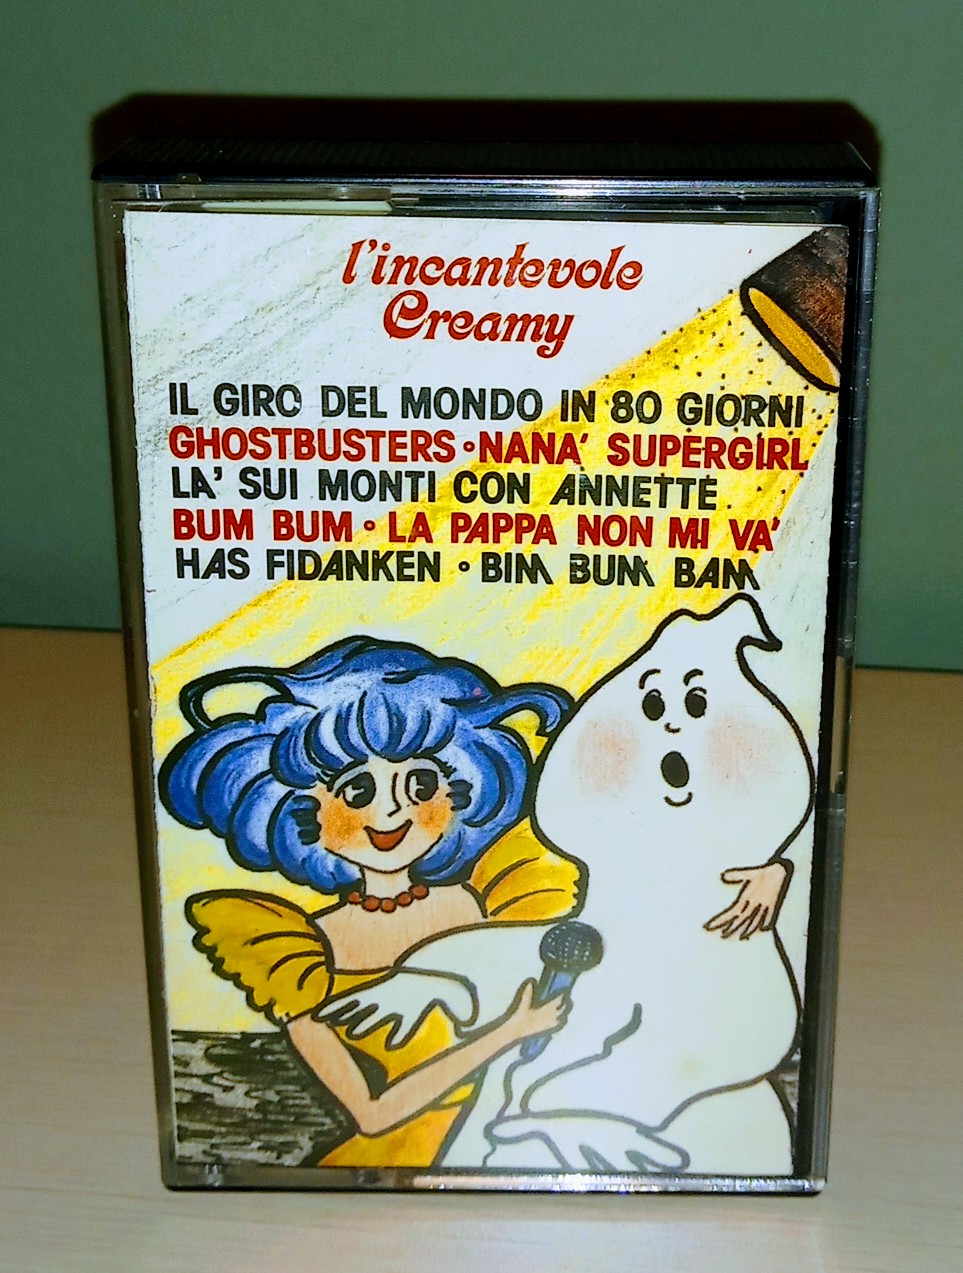 l'incantevole
Creamy
IL GIRO DEL MONDO IN 80 GIORNI
GHOSTBUSTERS • NANA' SUPERGIRL
LA' SUI MONTI CON ANNETTE
BUM BUM • LA PAPPA NON MI VA'
HAS FIDANKEN • BIM BUM BAM